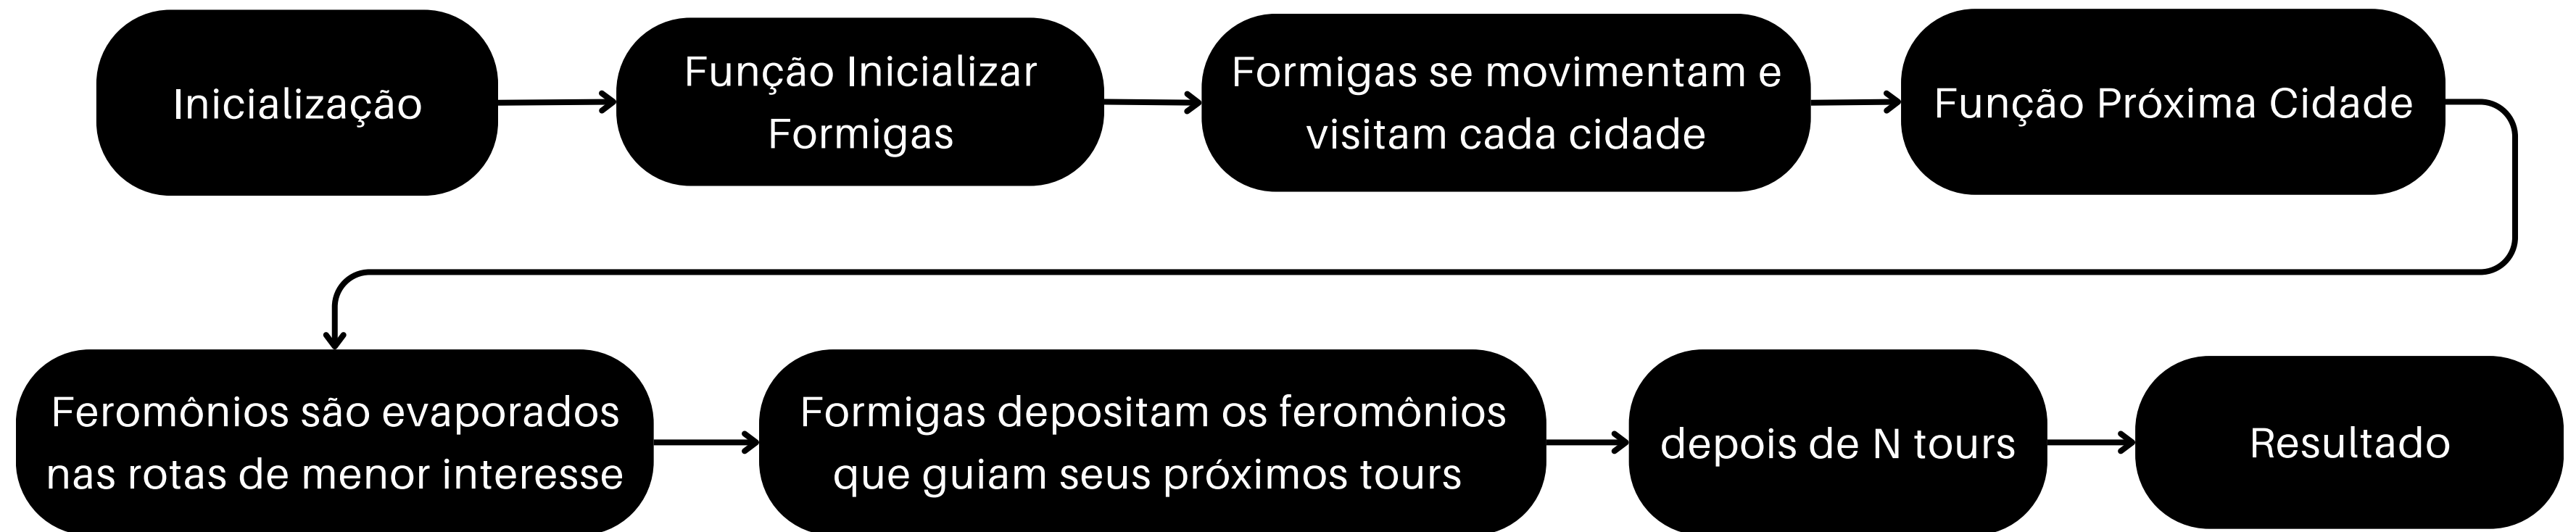 Inicialização
Função Inicializar
Formigas
Formigas se movimentam e
visitam cada cidade
Função Próxima Cidade
Feromônios são evaporados
nas rotas de menor interesse
Formigas depositam os feromônios
que guiam seus próximos tours
depois de N tours
Resultado